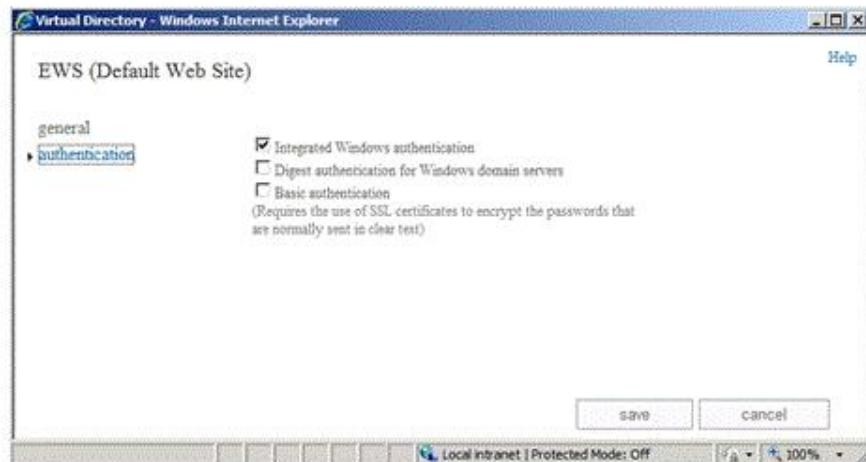 Virtual Directory - Windows Internet Explorer
Help
EWS (Default Web Site)
general
authentication
Integrated Windows authentication
Digest authentication for Windows domain servers
Basic authentication
(Requires the use of SSL certificates to encrypt the passwords that
are normally sent in clear text)
save cancel
Local intranet | Protected Mode: Off 100%